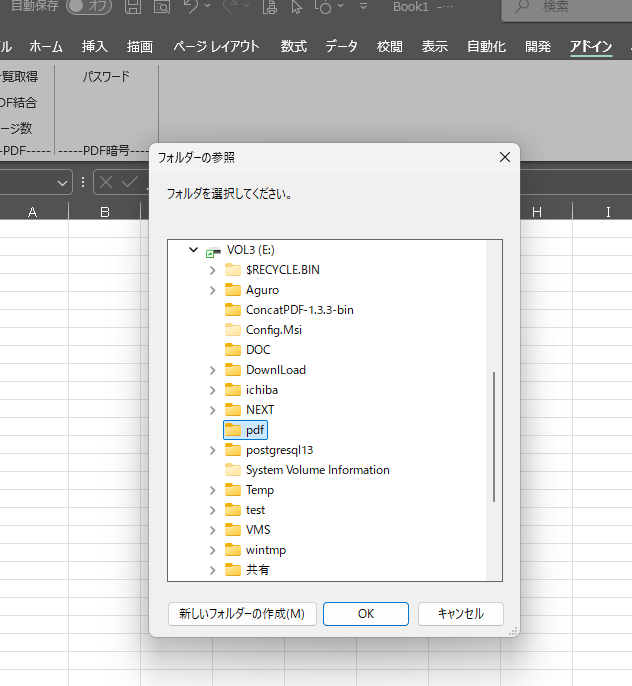 自動保存 オフ Book1 -… 検索
ル ホーム 挿入 描画 ページ レイアウト 数式 データ 校閲 表示 自動化 開発 アドイン
覧取得 パスワード
DF結合
ージ数
-PDF----- -----PDF暗号----
フォルダーの参照
フォルダを選択してください。
A B H I
VOL3 (E:)
$RECYCLE.BIN
Aguro
ConcatPDF-1.3.3-bin
Config.Msi
DOC
DownlLoad
ichiba
NEXT
pdf
postgresql13
System Volume Information
Temp
test
VMS
wintmp
共有
新しいフォルダーの作成(M) OK キャンセル